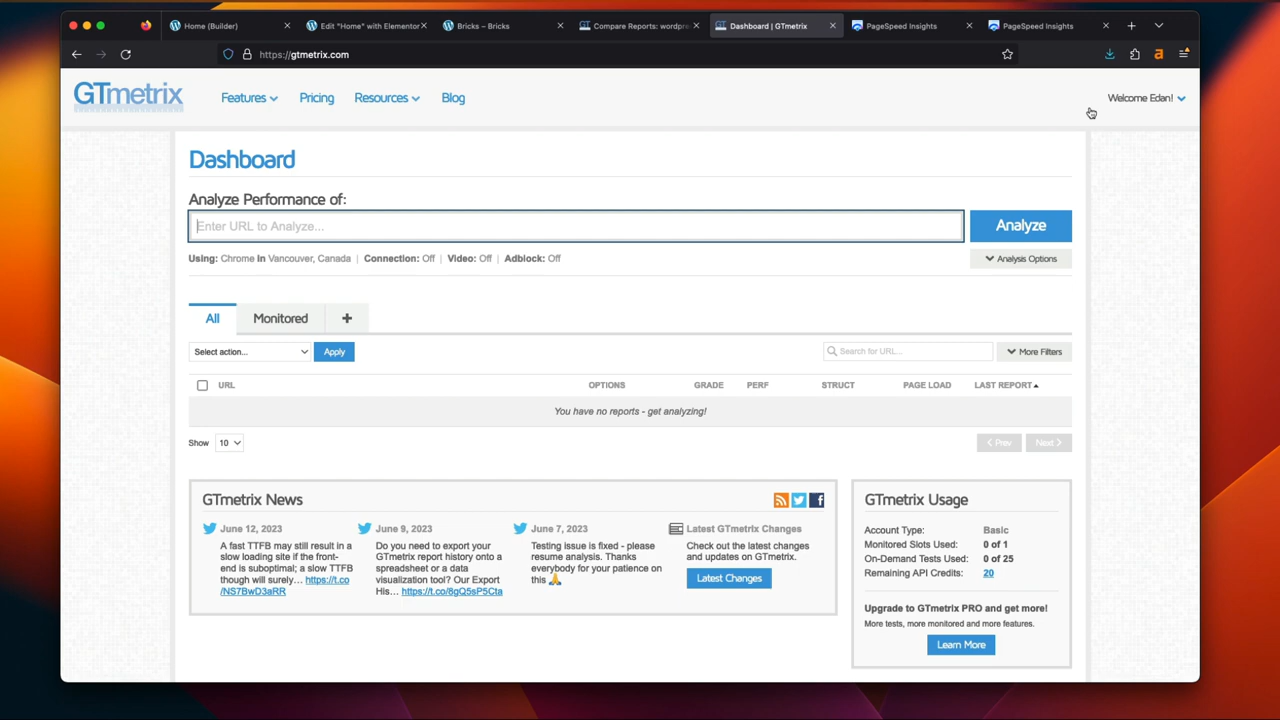 Home (Builder)
Edit "Home" with Elementor
Bricks – Bricks
Compare Reports: wordpre
Dashboard | GTmetrix
PageSpeed Insights
PageSpeed Insights
https://gtmetrix.com
GTmetrix
Features
Pricing
Resources
Blog
Welcome Edan!
Dashboard
Analyze Performance of:
Enter URL to Analyze...
Analyze
Using: Chrome In Vancouver, Canada | Connection: Off | Video: Off | Adblock: Off
Analysis Options
All
Monitored
+
Select action...
Apply
Search for URL...
More Filters
URL
OPTIONS
GRADE
PERF
STRUCT
PAGE LOAD
LAST REPORT
You have no reports - get analyzing!
Show
10
Prev
Next
GTmetrix News
June 12, 2023
A fast TTFB may still result in a
slow loading site if the front-
end is suboptimal; a slow TTFB
though will surely... https://t.co
/NS7BwD3aRR
June 9, 2023
Do you need to export your
GTmetrix report history onto a
spreadsheet or a data
visualization tool? Our Export
His... https://t.co/8gQ5sP5Cta
June 7, 2023
Testing issue is fixed - please
resume analysis. Thanks
everybody for your patience on
this 🙏
Latest GTmetrix Changes
Check out the latest changes
and updates on GTmetrix.
Latest Changes
GTmetrix Usage
Account Type: Basic
Monitored Slots Used: 0 of 1
On-Demand Tests Used: 0 of 25
Remaining API Credits: 20
Upgrade to GTmetrix PRO and get more!
More tests, more monitored and more features.
Learn More